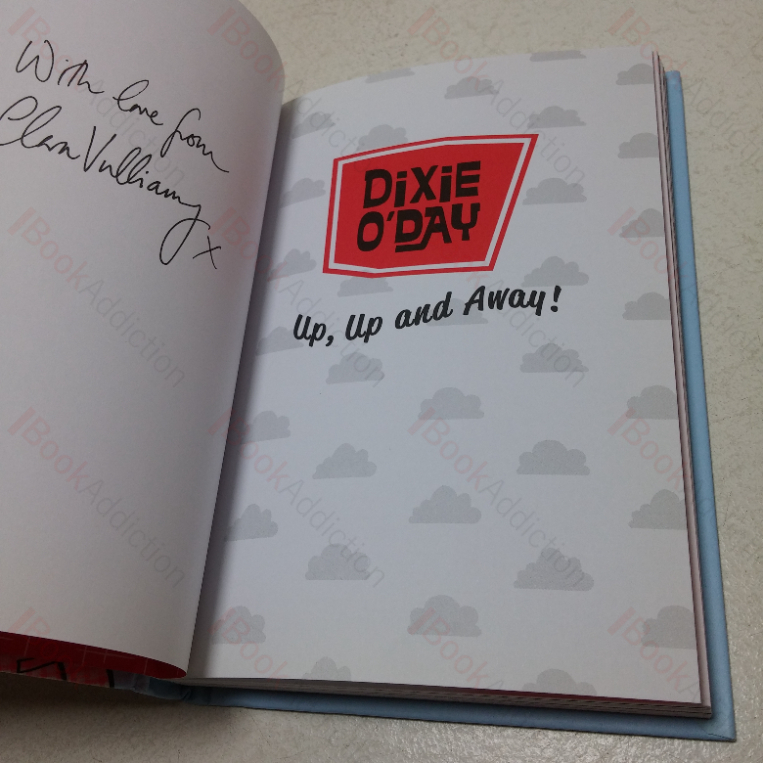 With love from
Clara Vulliamy
x
DiXiE
O'DAY
Up, Up and Away!
BookAddiction